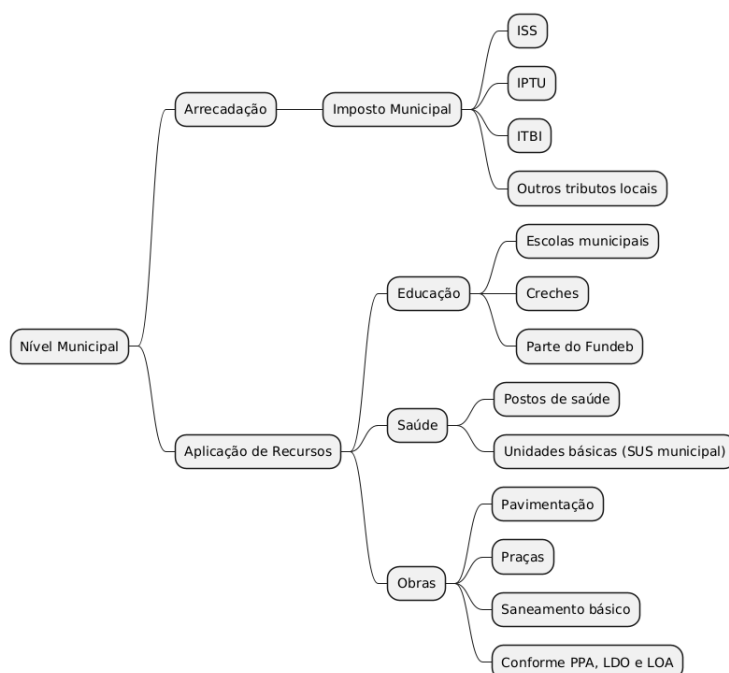 Nível Municipal
Arrecadação
Imposto Municipal
ISS
IPTU
ITBI
Outros tributos locais
Aplicação de Recursos
Educação
Escolas municipais
Creches
Parte do Fundeb
Saúde
Postos de saúde
Unidades básicas (SUS municipal)
Obras
Pavimentação
Praças
Saneamento básico
Conforme PPA, LDO e LOA